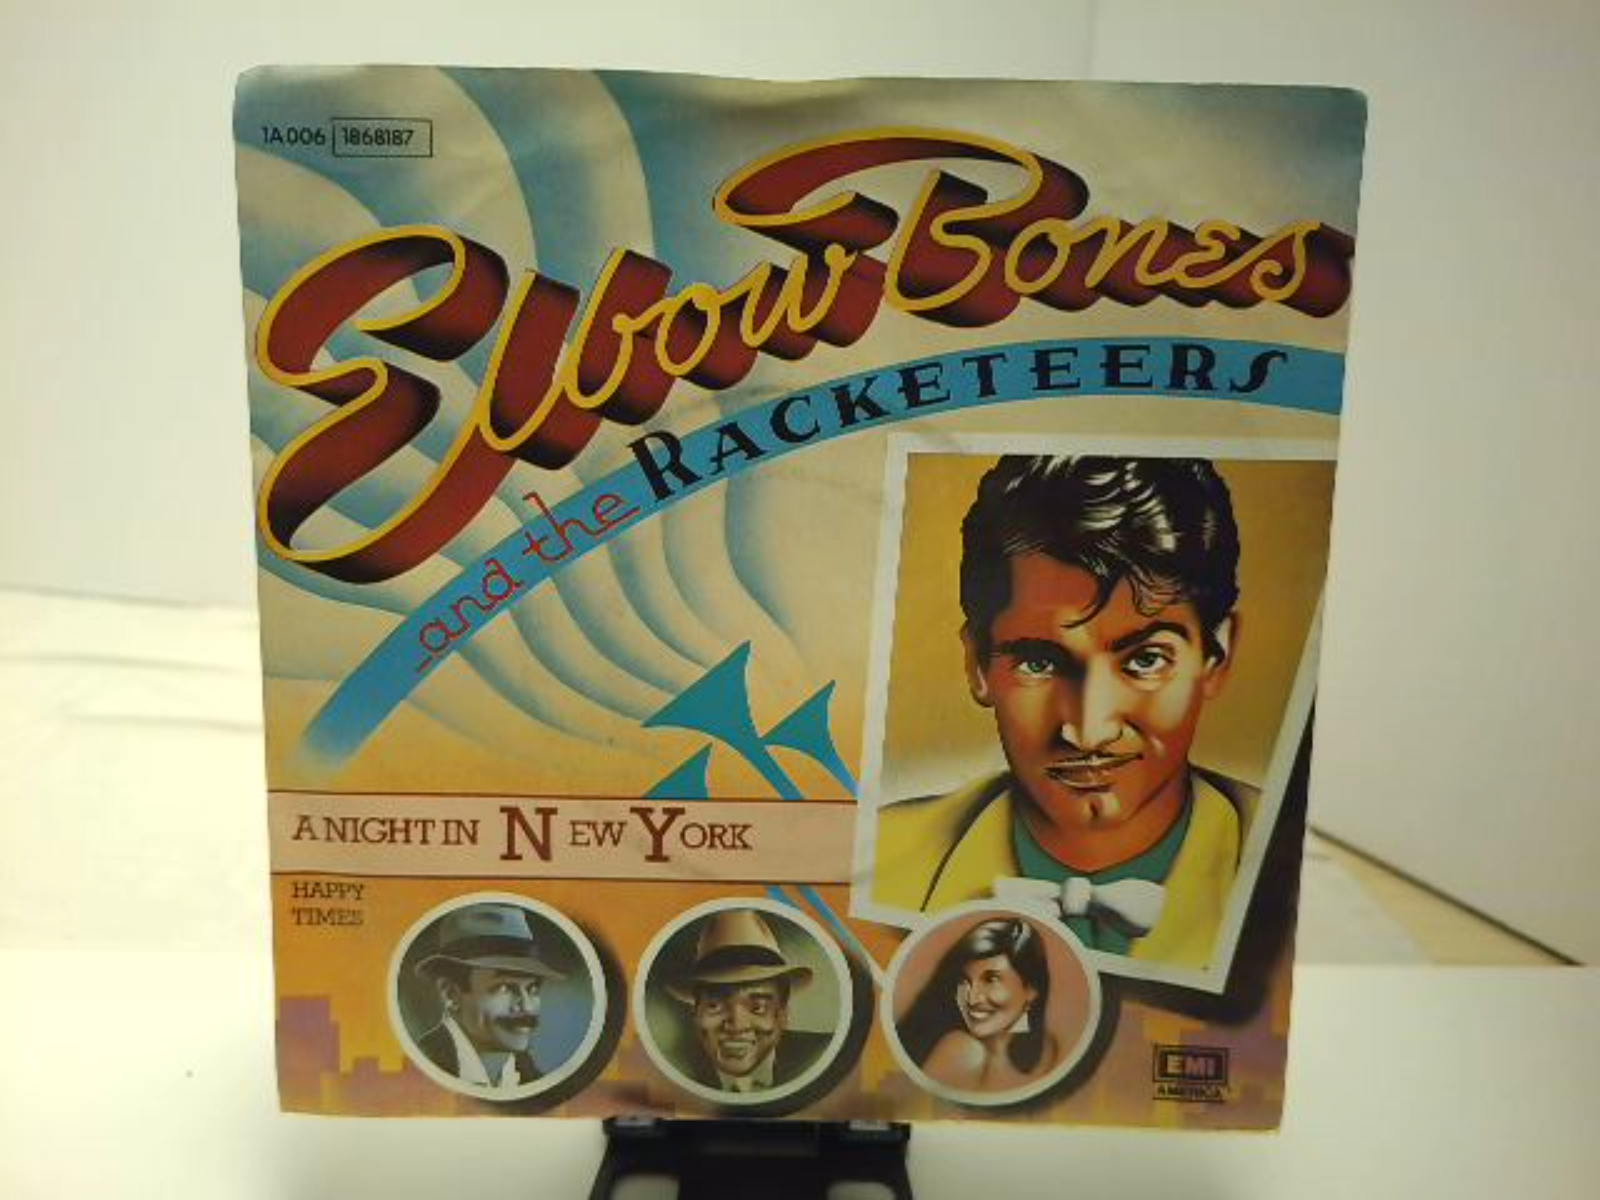 1A 006 1868187
Elbow Bones
and the RACKETEERS
A NIGHT IN NEW YORK
HAPPY
TIMES
EMI
AMERICA